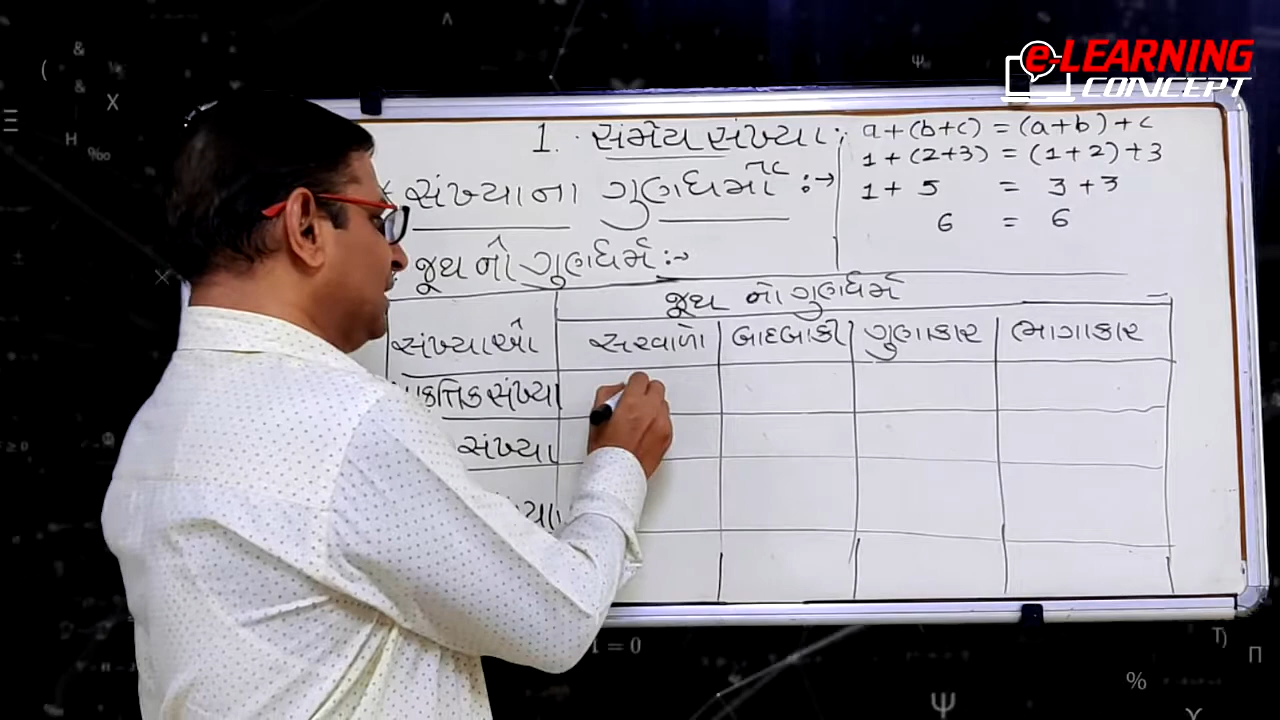 e-LEARNING
CONCEPT
1. સંમેય સંખ્યા :
સંખ્યાના ગુણધર્મો :→
જૂથ નો ગુણધર્મ :→
a+(b+c) = (a+b)+c
1+(2+3) = (1+2)+3
1+5 = 3+3
6 = 6
જૂથ નો ગુણધર્મ
સંખ્યાઓ સરવાળો બાદબાકી ગુણાકાર ભાગાકાર
સંખ્યા
સંખ્યા